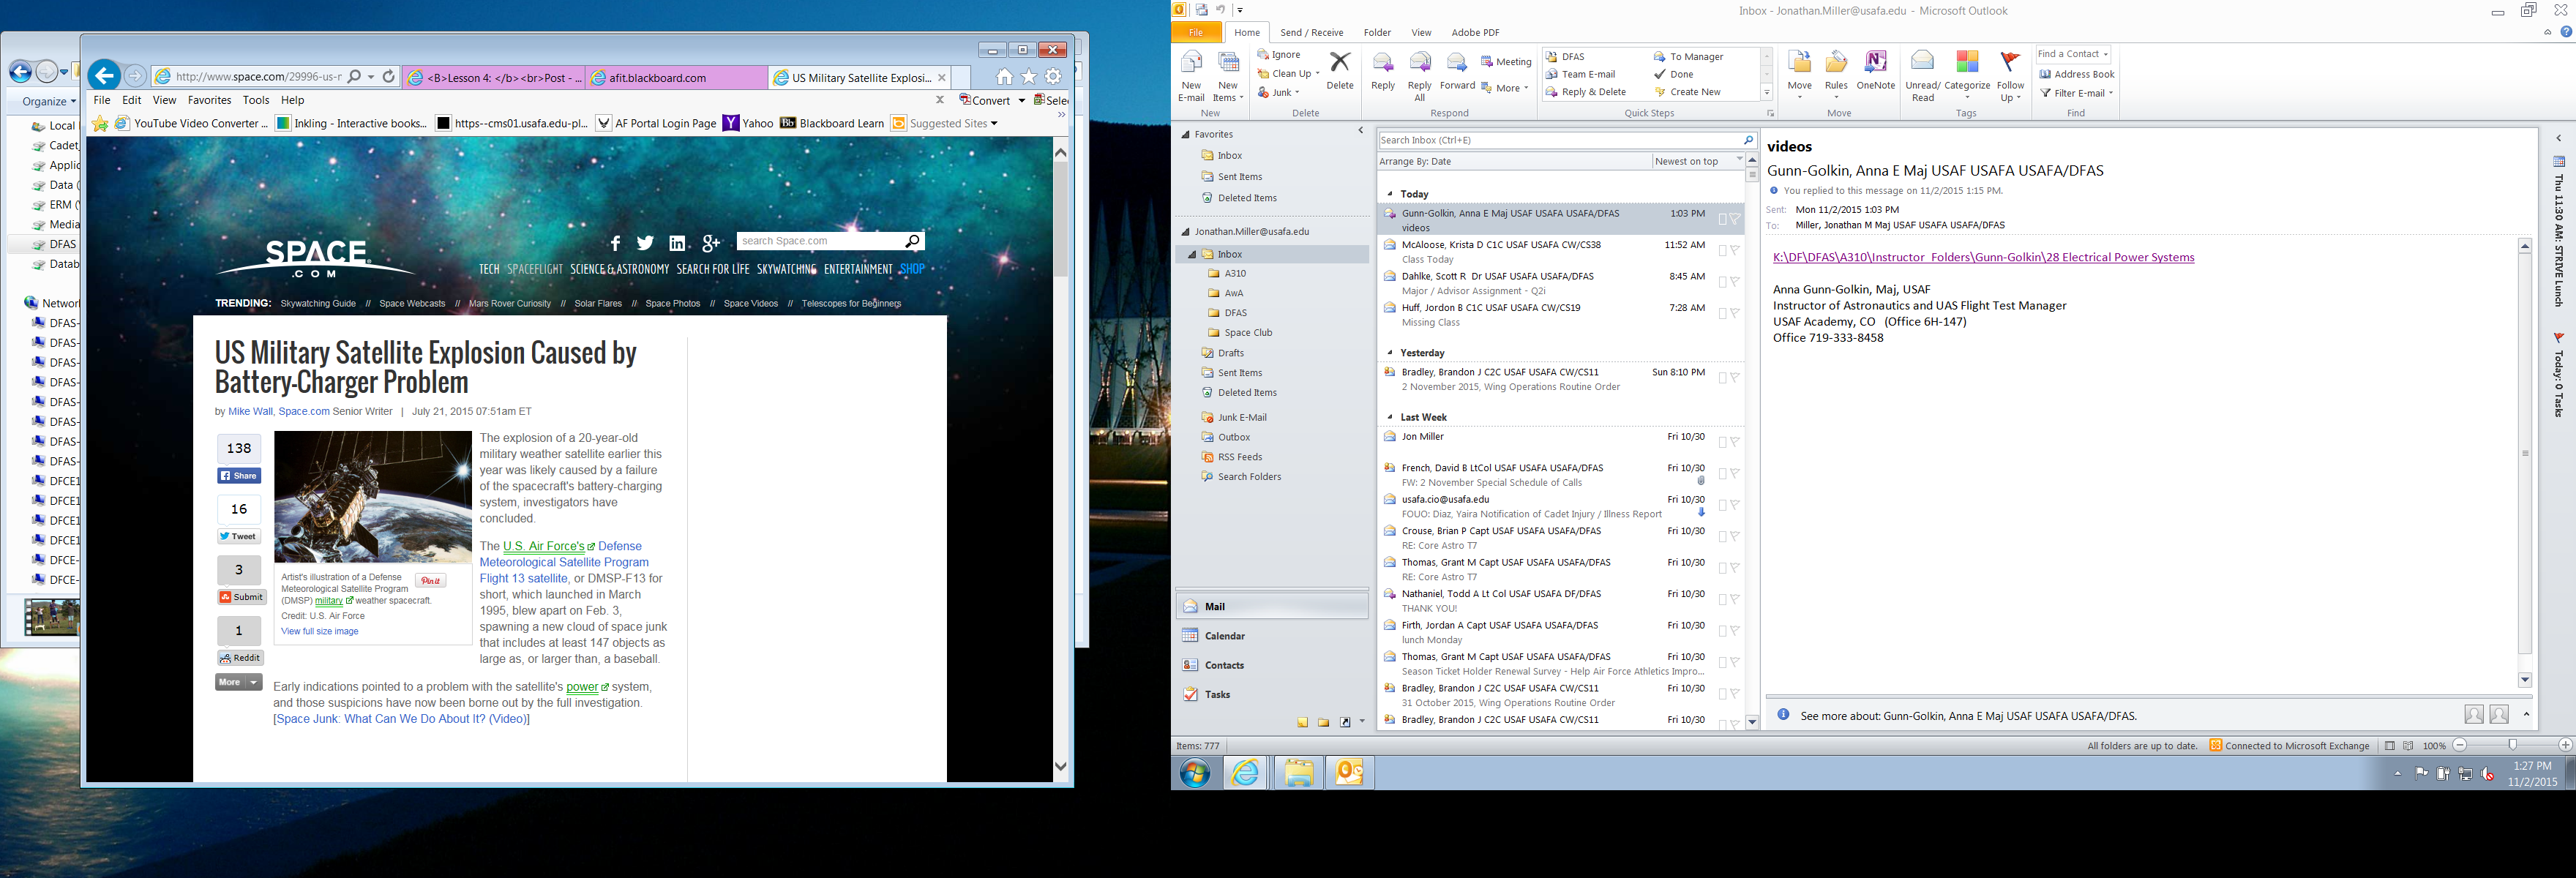 http://www.space.com/29996-us-r
<B>Lesson 4: </b><br>Post - ...
afit.blackboard.com
US Military Satellite Explosi...
File Edit View Favorites Tools Help
Convert
Selec
YouTube Video Converter ...
Inkling - Interactive books...
https--cms01.usafa.edu-pl...
AF Portal Login Page
Yahoo
Blackboard Learn
Suggested Sites
Organize
Local
Cadet_
Applic
Data (
ERM (
Media
DFAS
Datab
Networ
DFAS-
DFAS-
DFAS-
DFAS-
DFAS-
DFAS-
DFAS-
DFAS-
DFCE1
DFCE1
DFCE1
DFCE1
DFCE-
DFCE-
SPACE
.COM
search Space.com
TECH SPACEFLIGHT SCIENCE & ASTRONOMY SEARCH FOR LIFE SKYWATCHING ENTERTAINMENT SHOP
TRENDING: Skywatching Guide // Space Webcasts // Mars Rover Curiosity // Solar Flares // Space Photos // Space Videos // Telescopes for Beginners
US Military Satellite Explosion Caused by
Battery-Charger Problem
by Mike Wall, Space.com Senior Writer | July 21, 2015 07:51am ET
138
Share
16
Tweet
3
Submit
1
Reddit
More
Artist's illustration of a Defense
Meteorological Satellite Program
(DMSP) military weather spacecraft.
Credit: U.S. Air Force
View full size image
Pin it
The explosion of a 20-year-old
military weather satellite earlier this
year was likely caused by a failure
of the spacecraft's battery-charging
system, investigators have
concluded.
The U.S. Air Force's Defense
Meteorological Satellite Program
Flight 13 satellite, or DMSP-F13 for
short, which launched in March
1995, blew apart on Feb. 3,
spawning a new cloud of space junk
that includes at least 147 objects as
large as, or larger than, a baseball.
Early indications pointed to a problem with the satellite's power system,
and those suspicions have now been borne out by the full investigation.
[Space Junk: What Can We Do About It? (Video)]
Inbox - Jonathan.Miller@usafa.edu - Microsoft Outlook
File Home Send / Receive Folder View Adobe PDF
New E-mail
New Items
New
Ignore
Clean Up
Junk
Delete
Delete
Reply
Reply All
Forward
Meeting
More
Respond
DFAS
Team E-mail
Reply & Delete
To Manager
Done
Create New
Quick Steps
Move
Rules
OneNote
Move
Unread/ Read
Categorize
Follow Up
Tags
Find a Contact
Address Book
Filter E-mail
Find
Favorites
Inbox
Sent Items
Deleted Items
Jonathan.Miller@usafa.edu
Inbox
A310
AwA
DFAS
Space Club
Drafts
Sent Items
Deleted Items
Junk E-Mail
Outbox
RSS Feeds
Search Folders
Mail
Calendar
Contacts
Tasks
Search Inbox (Ctrl+E)
Arrange By: Date Newest on top
Today
Gunn-Golkin, Anna E Maj USAF USAFA USAFA/DFAS 1:03 PM
videos
McAloose, Krista D C1C USAF USAFA CW/CS38 11:52 AM
Class Today
Dahlke, Scott R Dr USAF USAFA USAFA/DFAS 8:45 AM
Major / Advisor Assignment - Q2i
Huff, Jordon B C1C USAF USAFA CW/CS19 7:28 AM
Missing Class
Yesterday
Bradley, Brandon J C2C USAF USAFA CW/CS11 Sun 8:10 PM
2 November 2015, Wing Operations Routine Order
Last Week
Jon Miller Fri 10/30
French, David B LtCol USAF USAFA USAFA/DFAS Fri 10/30
FW: 2 November Special Schedule of Calls
usafa.cio@usafa.edu Fri 10/30
FOUO: Diaz, Yaira Notification of Cadet Injury / Illness Report
Crouse, Brian P Capt USAF USAFA USAFA/DFAS Fri 10/30
RE: Core Astro T7
Thomas, Grant M Capt USAF USAFA USAFA/DFAS Fri 10/30
RE: Core Astro T7
Nathaniel, Todd A Lt Col USAF USAFA DF/DFAS Fri 10/30
THANK YOU!
Firth, Jordan A Capt USAF USAFA USAFA/DFAS Fri 10/30
lunch Monday
Thomas, Grant M Capt USAF USAFA USAFA/DFAS Fri 10/30
Season Ticket Holder Renewal Survey - Help Air Force Athletics Impro...
Bradley, Brandon J C2C USAF USAFA CW/CS11 Fri 10/30
31 October 2015, Wing Operations Routine Order
Bradley, Brandon J C2C USAF USAFA CW/CS11 Fri 10/30
videos
Gunn-Golkin, Anna E Maj USAF USAFA USAFA/DFAS
You replied to this message on 11/2/2015 1:15 PM.
Sent: Mon 11/2/2015 1:03 PM
To: Miller, Jonathan M Maj USAF USAFA USAFA/DFAS
K:\DF\DFAS\A310\Instructor_Folders\Gunn-Golkin\28 Electrical Power Systems
Anna Gunn-Golkin, Maj, USAF
Instructor of Astronautics and UAS Flight Test Manager
USAF Academy, CO (Office 6H-147)
Office 719-333-8458
See more about: Gunn-Golkin, Anna E Maj USAF USAFA USAFA/DFAS.
Thu 11:30 AM: STRIVE Lunch
Today: 0 Tasks
Items: 777
All folders are up to date. Connected to Microsoft Exchange 100%
1:27 PM
11/2/2015